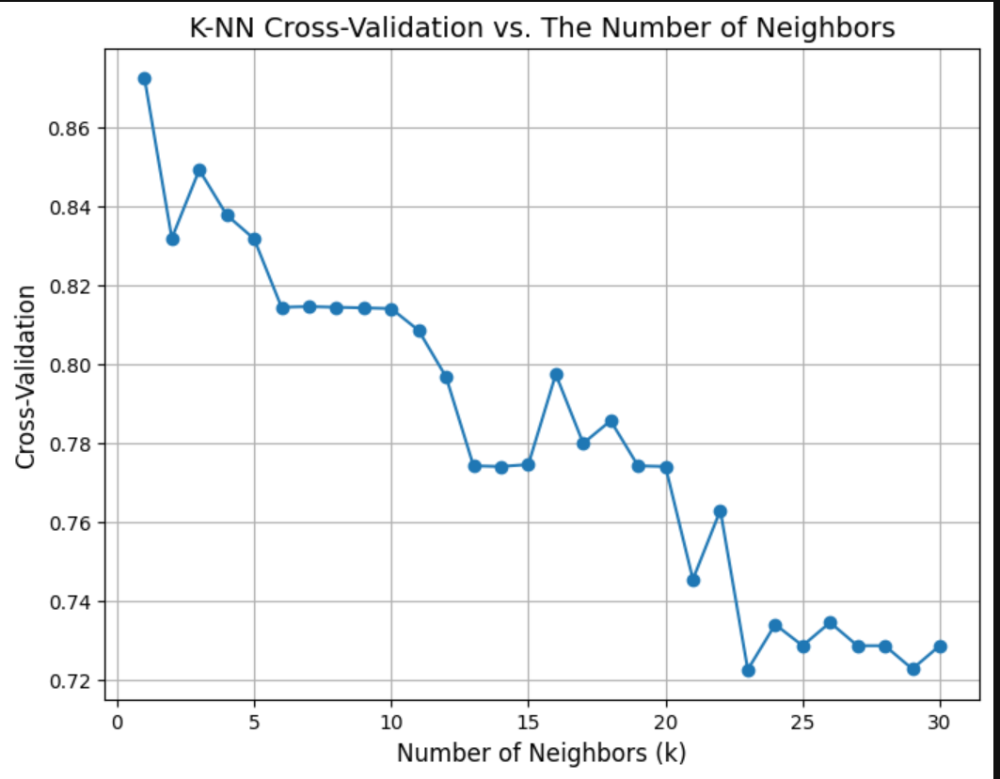 K-NN Cross-Validation vs. The Number of Neighbors
Cross-Validation
0.86
0.84
0.82
0.80
0.78
0.76
0.74
0.72
0 5 10 15 20 25 30
Number of Neighbors (k)